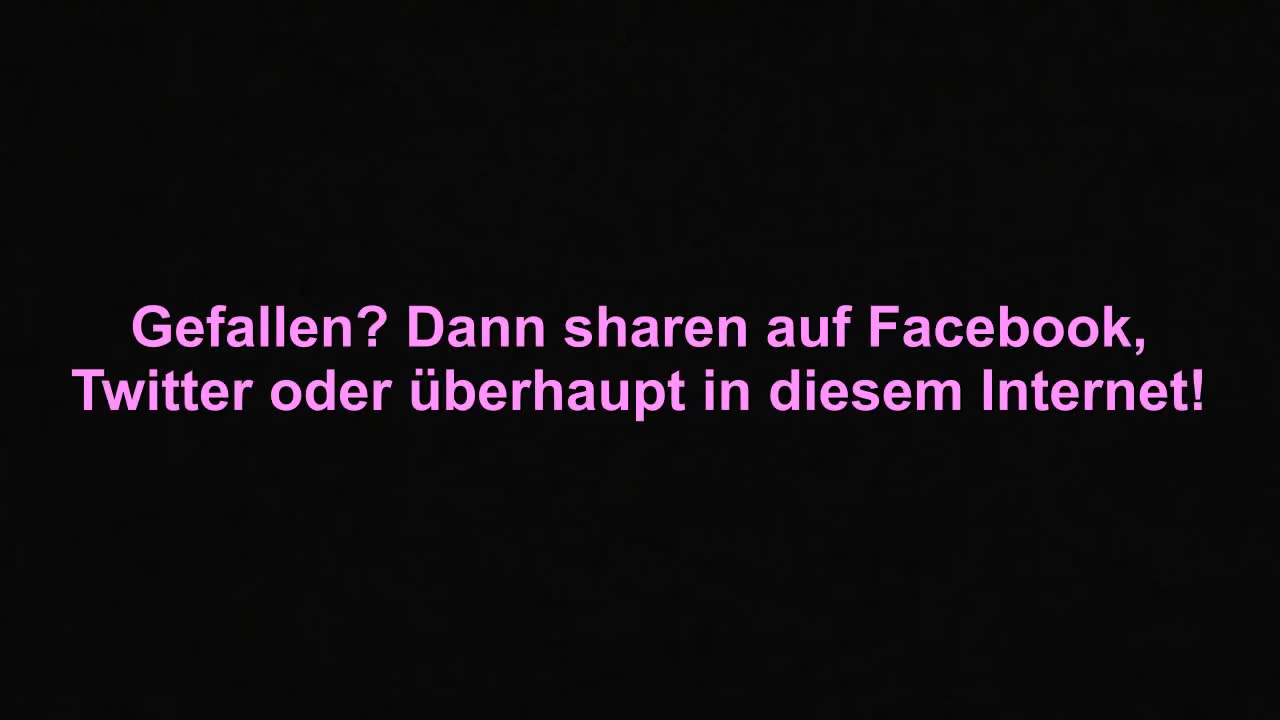 Gefallen? Dann sharen auf Facebook,
Twitter oder überhaupt in diesem Internet!